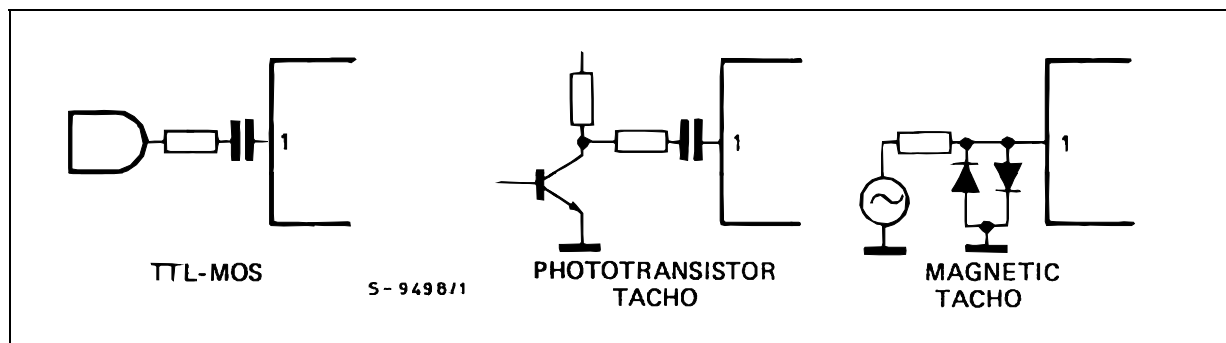 1
1
1
TTL-MOS
S-9498/1
PHOTOTRANSISTOR
TACHO
MAGNETIC
TACHO